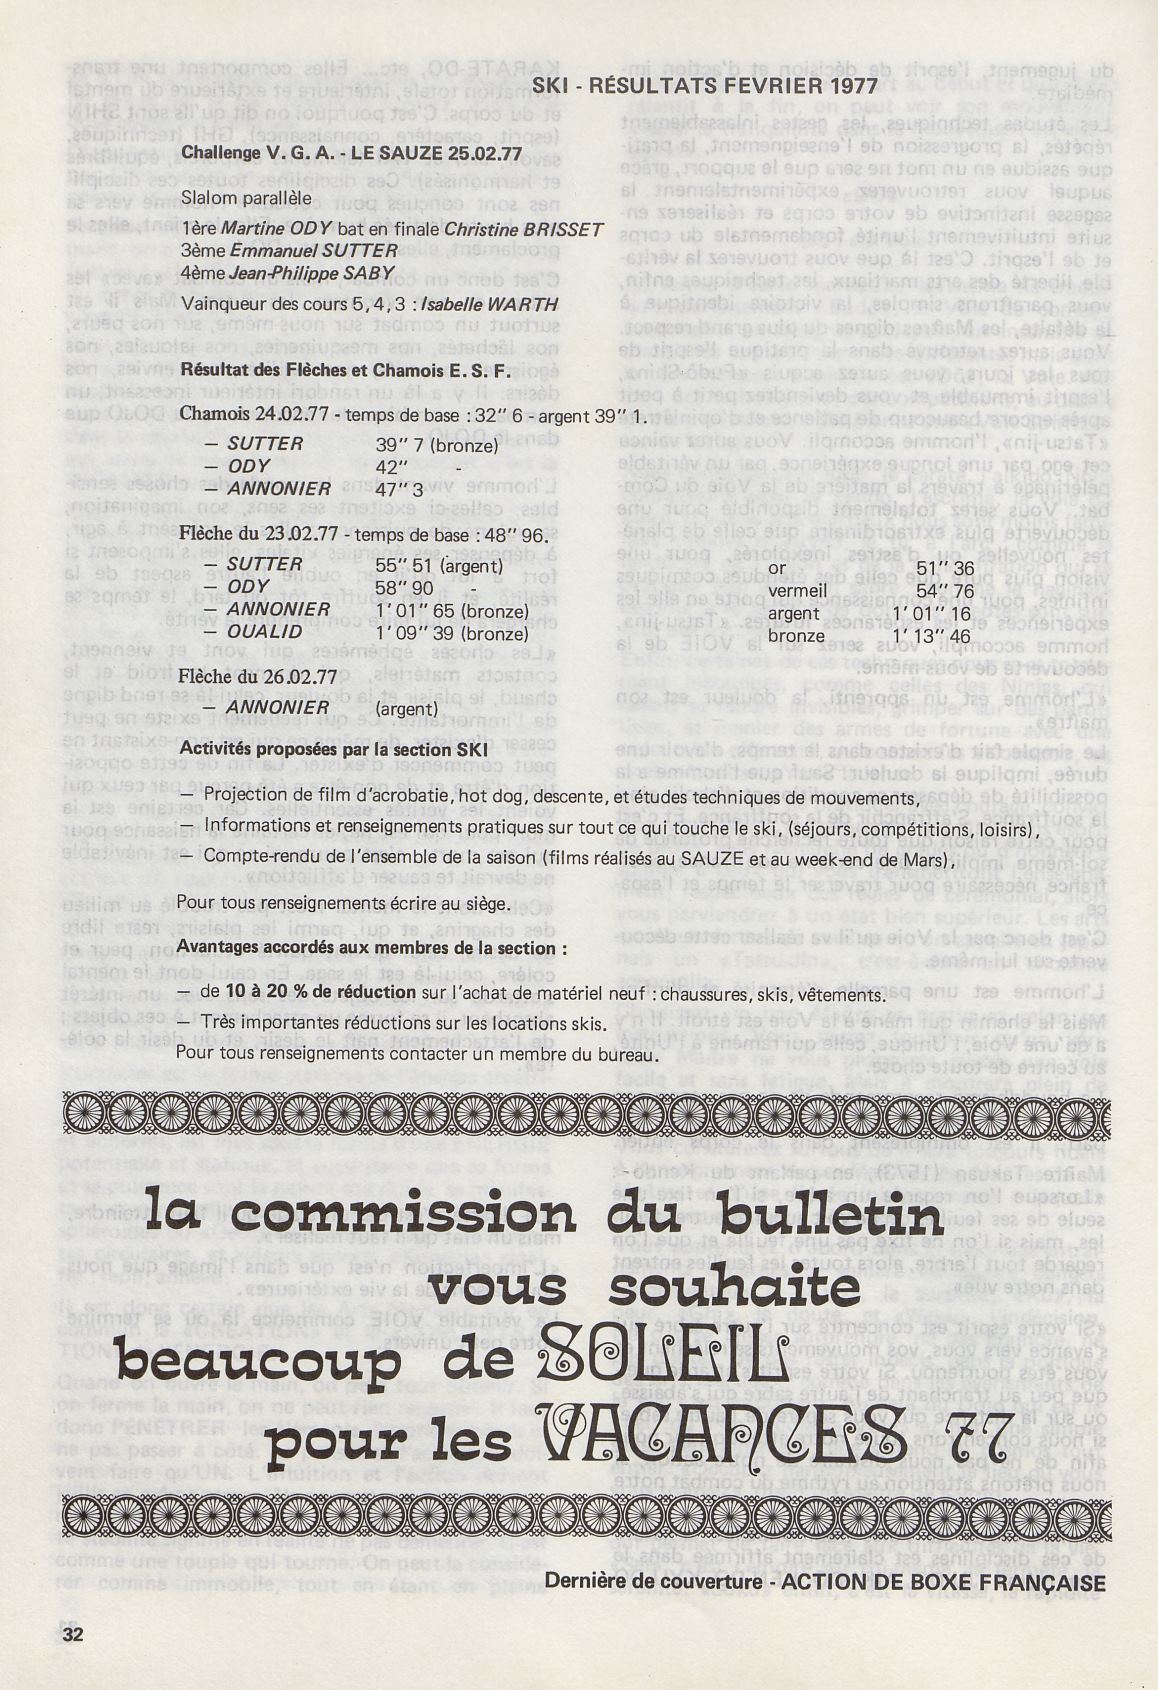 SKI - RÉSULTATS FEVRIER 1977
Challenge V. G. A. - LE SAUZE 25.02.77
Slalom parallèle
1ère Martine ODY bat en finale Christine BRISSET
3ème Emmanuel SUTTER
4ème Jean-Philippe SABY
Vainqueur des cours 5, 4, 3 : Isabelle WARTH
Résultat des Flèches et Chamois E. S. F.
Chamois 24.02.77 - temps de base : 32'' 6 - argent 39'' 1.
— SUTTER 39'' 7 (bronze)
— ODY 42'' -
— ANNONIER 47'' 3
Flèche du 23.02.77 - temps de base : 48'' 96.
— SUTTER 55'' 51 (argent)
ODY 58'' 90 -
— ANNONIER 1' 01'' 65 (bronze)
— OUALID 1' 09'' 39 (bronze)
or 51'' 36
vermeil 54'' 76
argent 1' 01'' 16
bronze 1' 13'' 46
Flèche du 26.02.77
— ANNONIER (argent)
Activités proposées par la section SKI
— Projection de film d'acrobatie, hot dog, descente, et études techniques de mouvements,
— Informations et renseignements pratiques sur tout ce qui touche le ski, (séjours, compétitions, loisirs),
— Compte-rendu de l'ensemble de la saison (films réalisés au SAUZE et au week-end de Mars),
Pour tous renseignements écrire au siège.
Avantages accordés aux membres de la section :
— de 10 à 20 % de réduction sur l'achat de matériel neuf : chaussures, skis, vêtements.
— Très importantes réductions sur les locations skis.
Pour tous renseignements contacter un membre du bureau.
la commission du bulletin
vous souhaite
beaucoup de SOLEIL
pour les VACANCES 77
Dernière de couverture - ACTION DE BOXE FRANÇAISE
32